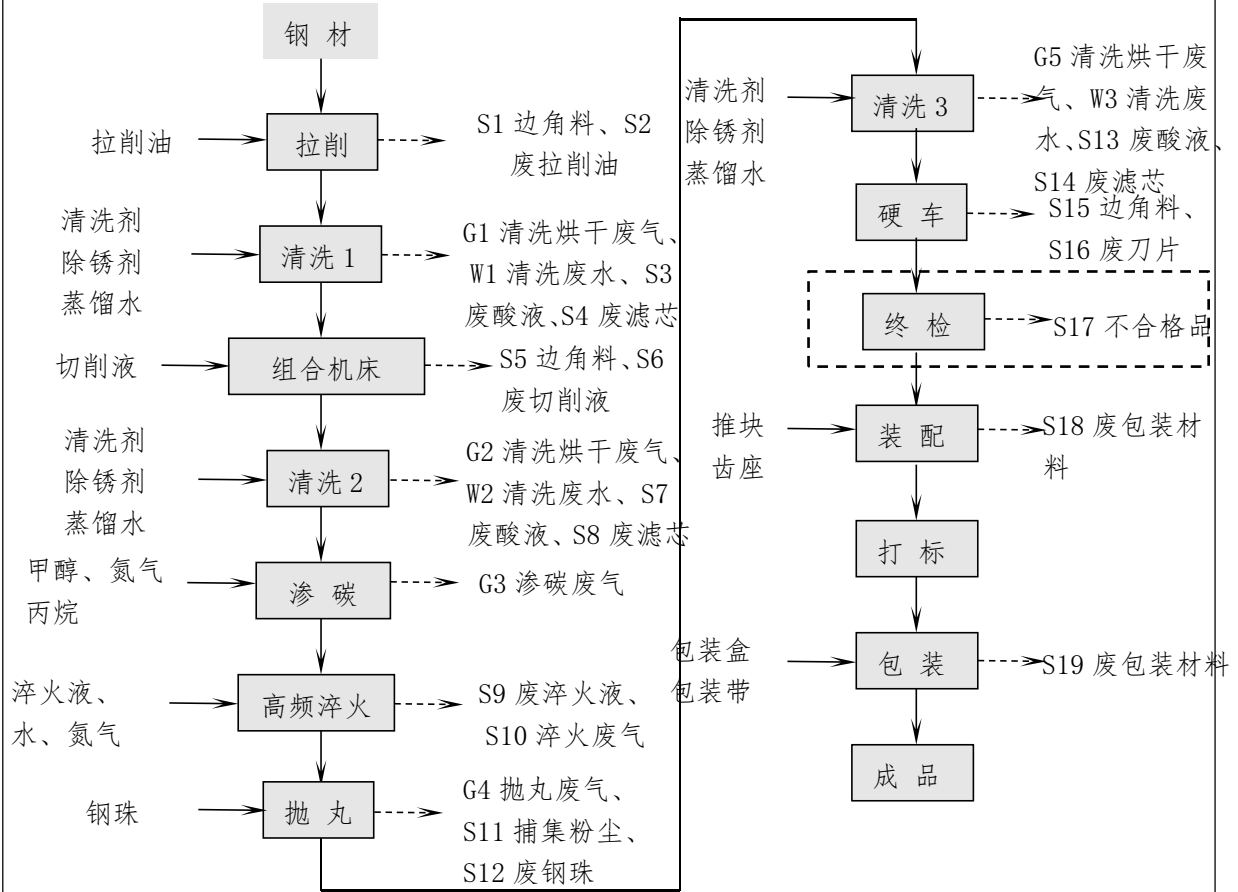 钢 材
拉削油
拉削
S1 边角料、S2
废拉削油
清洗剂
除锈剂
蒸馏水
清洗 1
G1 清洗烘干废气、
W1 清洗废水、S3
废酸液、S4 废滤芯
切削液
组合机床
S5 边角料、S6
废切削液
清洗剂
除锈剂
蒸馏水
清洗 2
G2 清洗烘干废气、
W2 清洗废水、S7
废酸液、S8 废滤芯
甲醇、氮气
丙烷
渗 碳
G3 渗碳废气
淬火液、
水、氮气
高频淬火
S9 废淬火液、
S10 淬火废气
钢珠
抛 丸
G4 抛丸废气、
S11 捕集粉尘、
S12 废钢珠
清洗剂
除锈剂
蒸馏水
清洗 3
G5 清洗烘干废
气、W3 清洗废
水、S13 废酸液、
S14 废滤芯
硬 车
S15 边角料、
S16 废刀片
终 检
S17 不合格品
推块
齿座
装 配
S18 废包装材
料
打 标
包装盒
包装带
包 装
S19 废包装材料
成 品